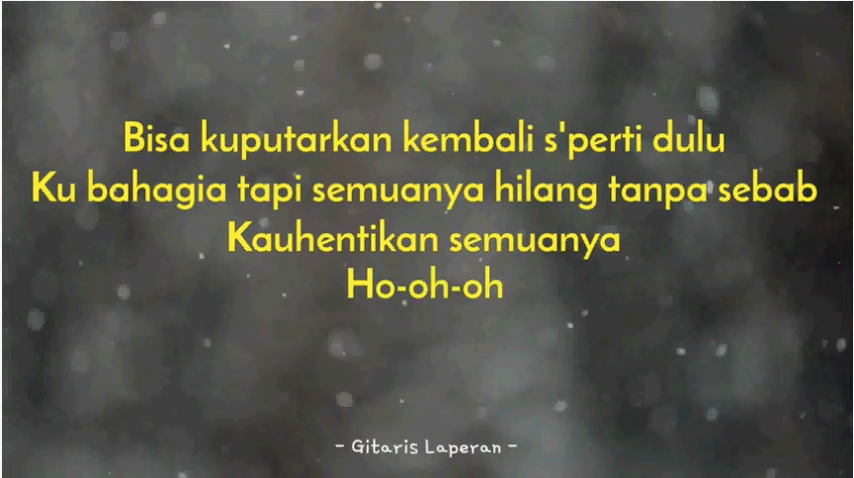 Bisa kuputarkan kembali s'perti dulu
Ku bahagia tapi semuanya hilang tanpa sebab
Kauhentikan semuanya
Ho-oh-oh
- Gitaris Laperan -